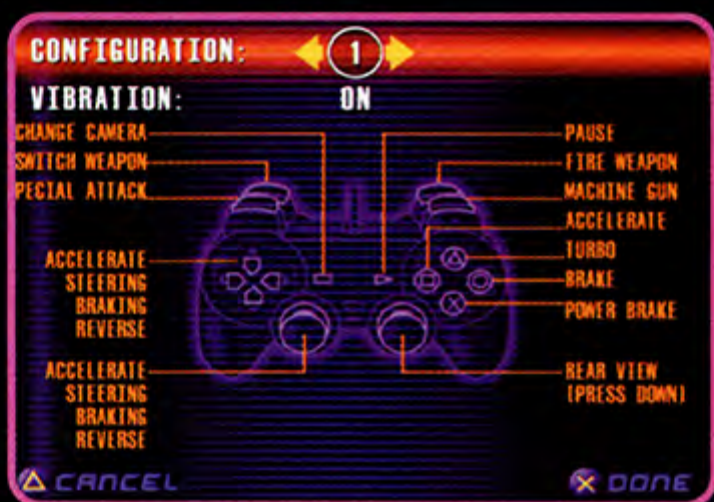 CONFIGURATION: 1
VIBRATION: ON
CHANGE CAMERA
SWITCH WEAPON
PECIAL ATTACK
ACCELERATE
STEERING
BRAKING
REVERSE
ACCELERATE
STEERING
BRAKING
REVERSE
PAUSE
FIRE WEAPON
MACHINE GUN
ACCELERATE
TURBO
BRAKE
POWER BRAKE
REAR VIEW
(PRESS DOWN)
CANCEL
DONE